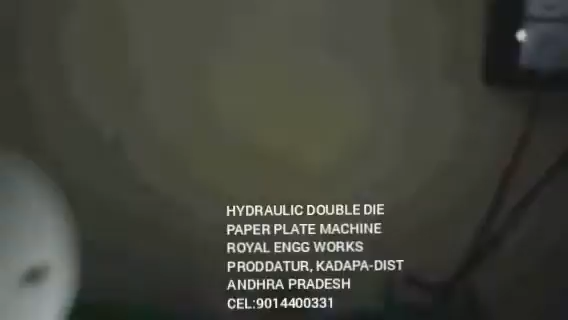 HYDRAULIC DOUBLE DIE
PAPER PLATE MACHINE
ROYAL ENGG WORKS
PRODDATUR, KADAPA-DIST
ANDHRA PRADESH
CEL:9014400331